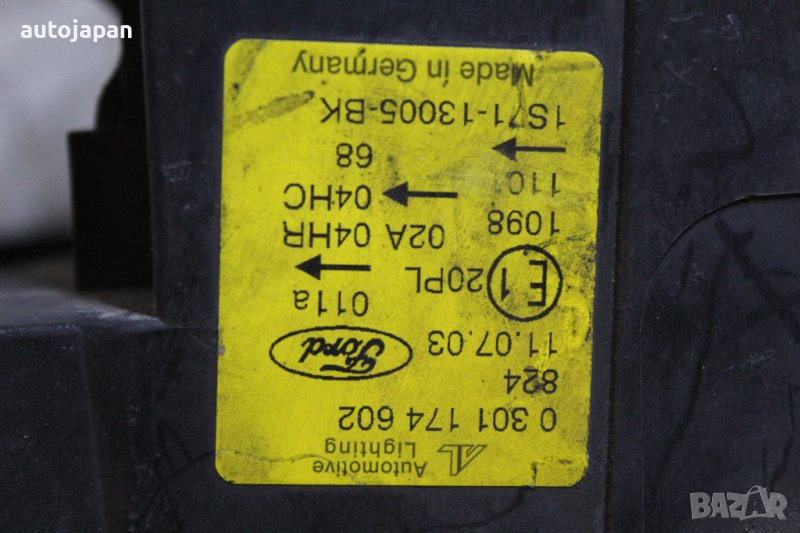 autojapan
Automotive
Lighting
0 301 174 602
824
11.07.03
Ford
011a
E1
20PL
1098
02A 04HR
04HC
110
68
1S71-13005-BK
Made in Germany
BAZAR